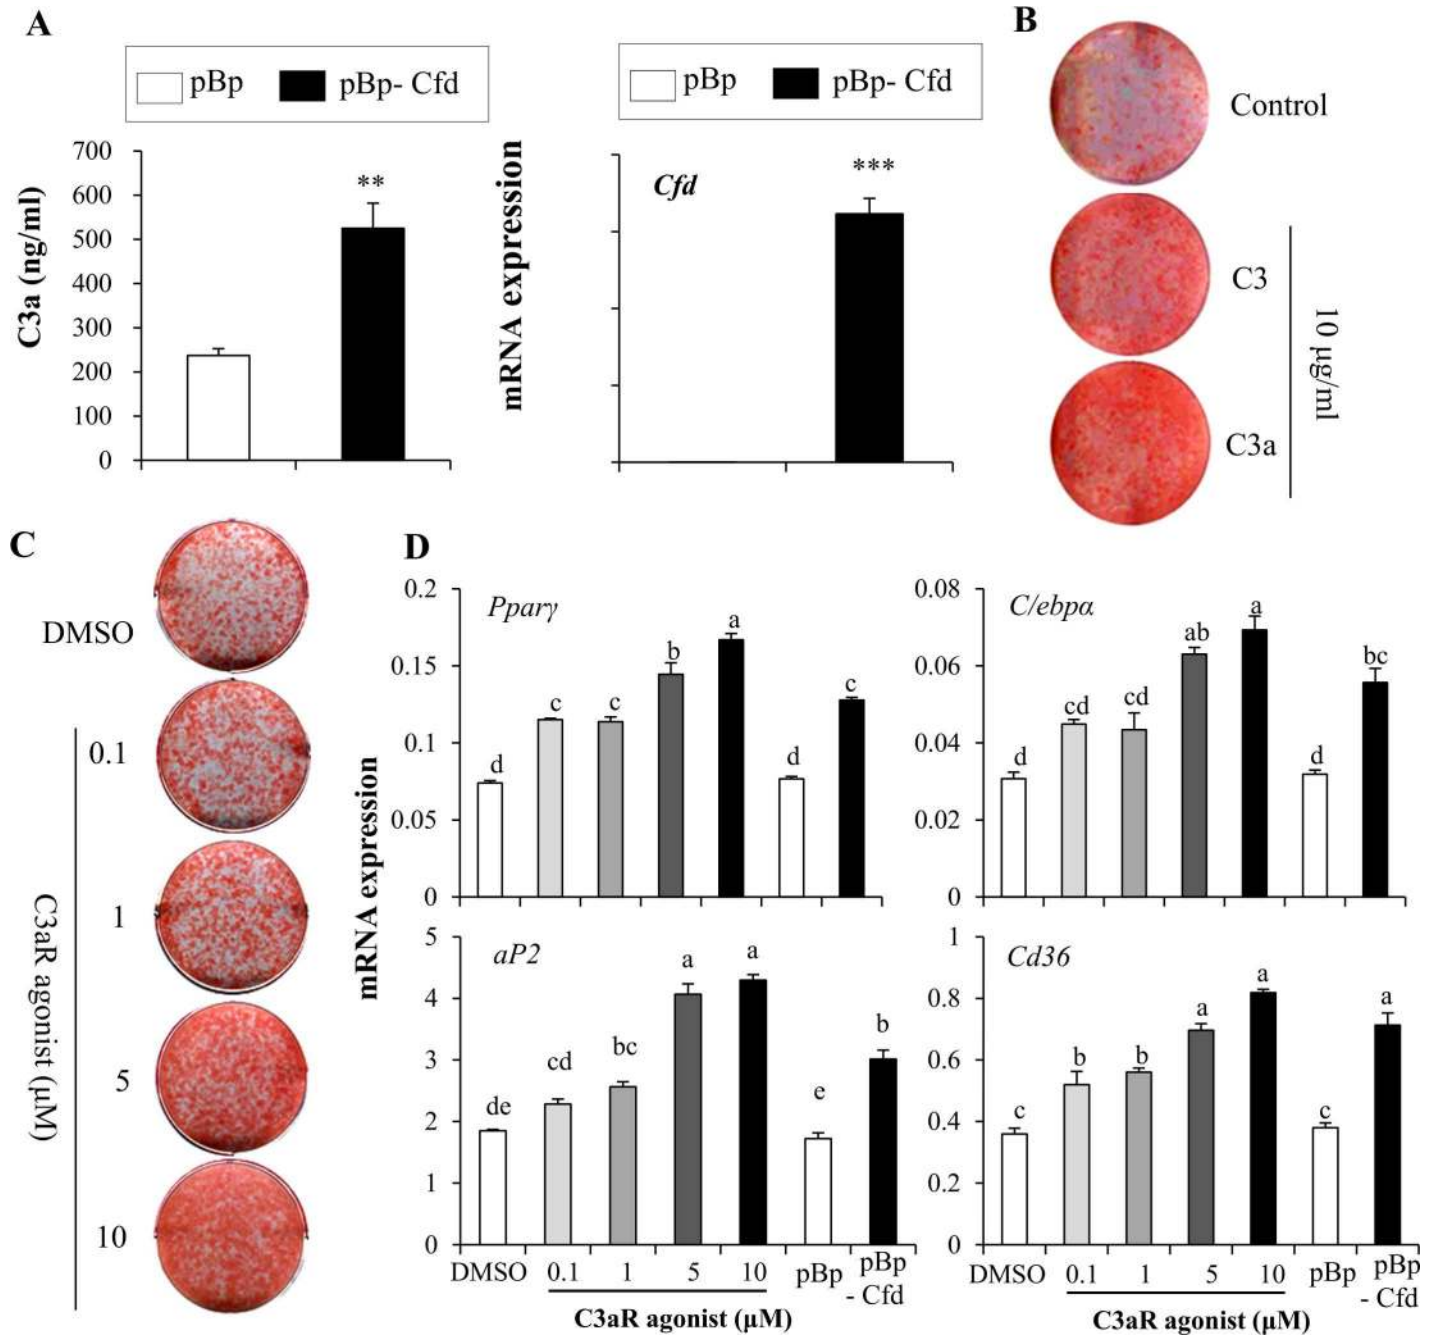 A
pBp pBp- Cfd
C3a (ng/ml)
700
600
500
400
300
200
100
0
**
pBp pBp- Cfd
mRNA expression
Cfd
***
B
Control
C3
C3a
10 µg/ml
C
DMSO
0.1
1
5
10
C3aR agonist (µM)
D
mRNA expression
Pparγ
0.2
0.15
0.1
0.05
0
d c c b a d c
C/ebpα
0.08
0.06
0.04
0.02
0
d cd cd ab a d bc
aP2
5
4
3
2
1
0
de cd bc a a e b
DMSO 0.1 1 5 10 pBp pBp - Cfd
C3aR agonist (µM)
Cd36
1
0.8
0.6
0.4
0.2
0
c b b a a c a
DMSO 0.1 1 5 10 pBp pBp - Cfd
C3aR agonist (µM)